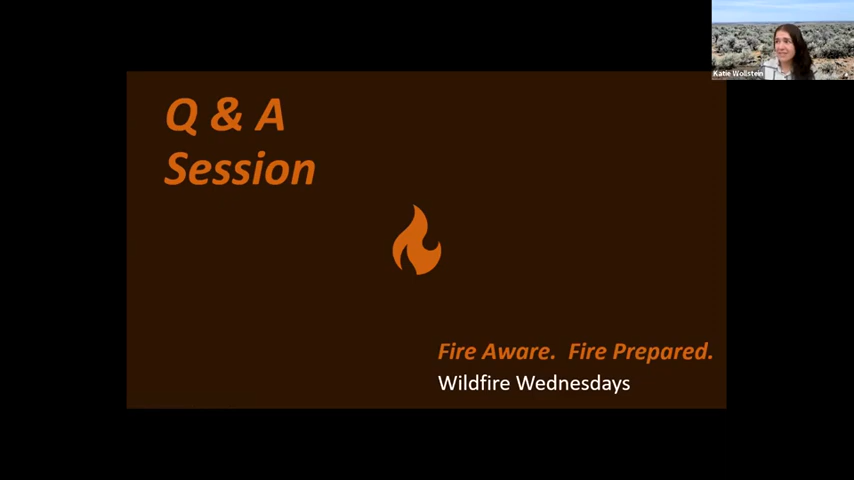 Katie Wollstein
Q & A
Session
Fire Aware.  Fire Prepared.
Wildfire Wednesdays